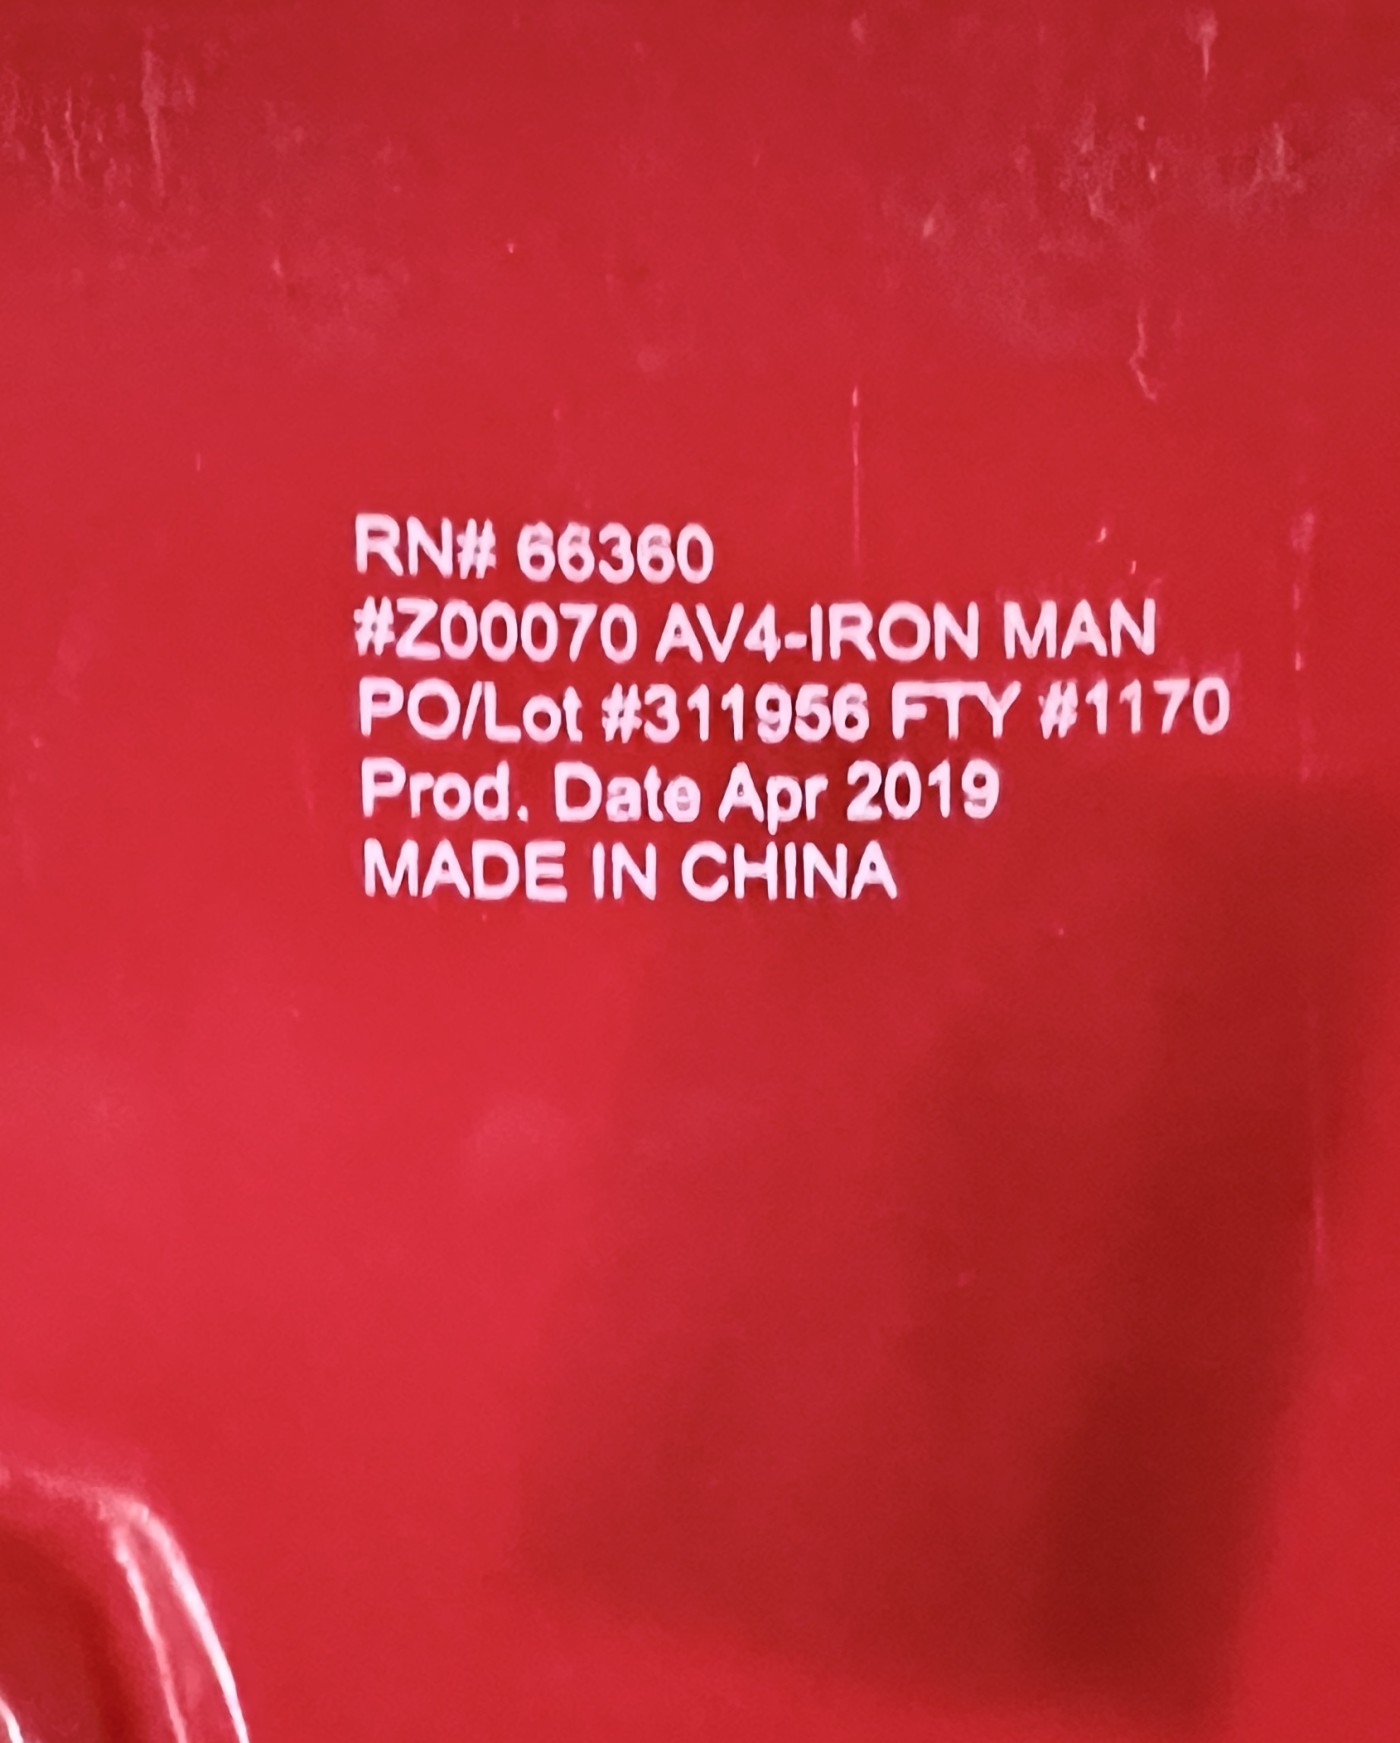 RN# 66360
#Z00070 AV4-IRON MAN
PO/Lot #311956 FTY #1170
Prod. Date Apr 2019
MADE IN CHINA